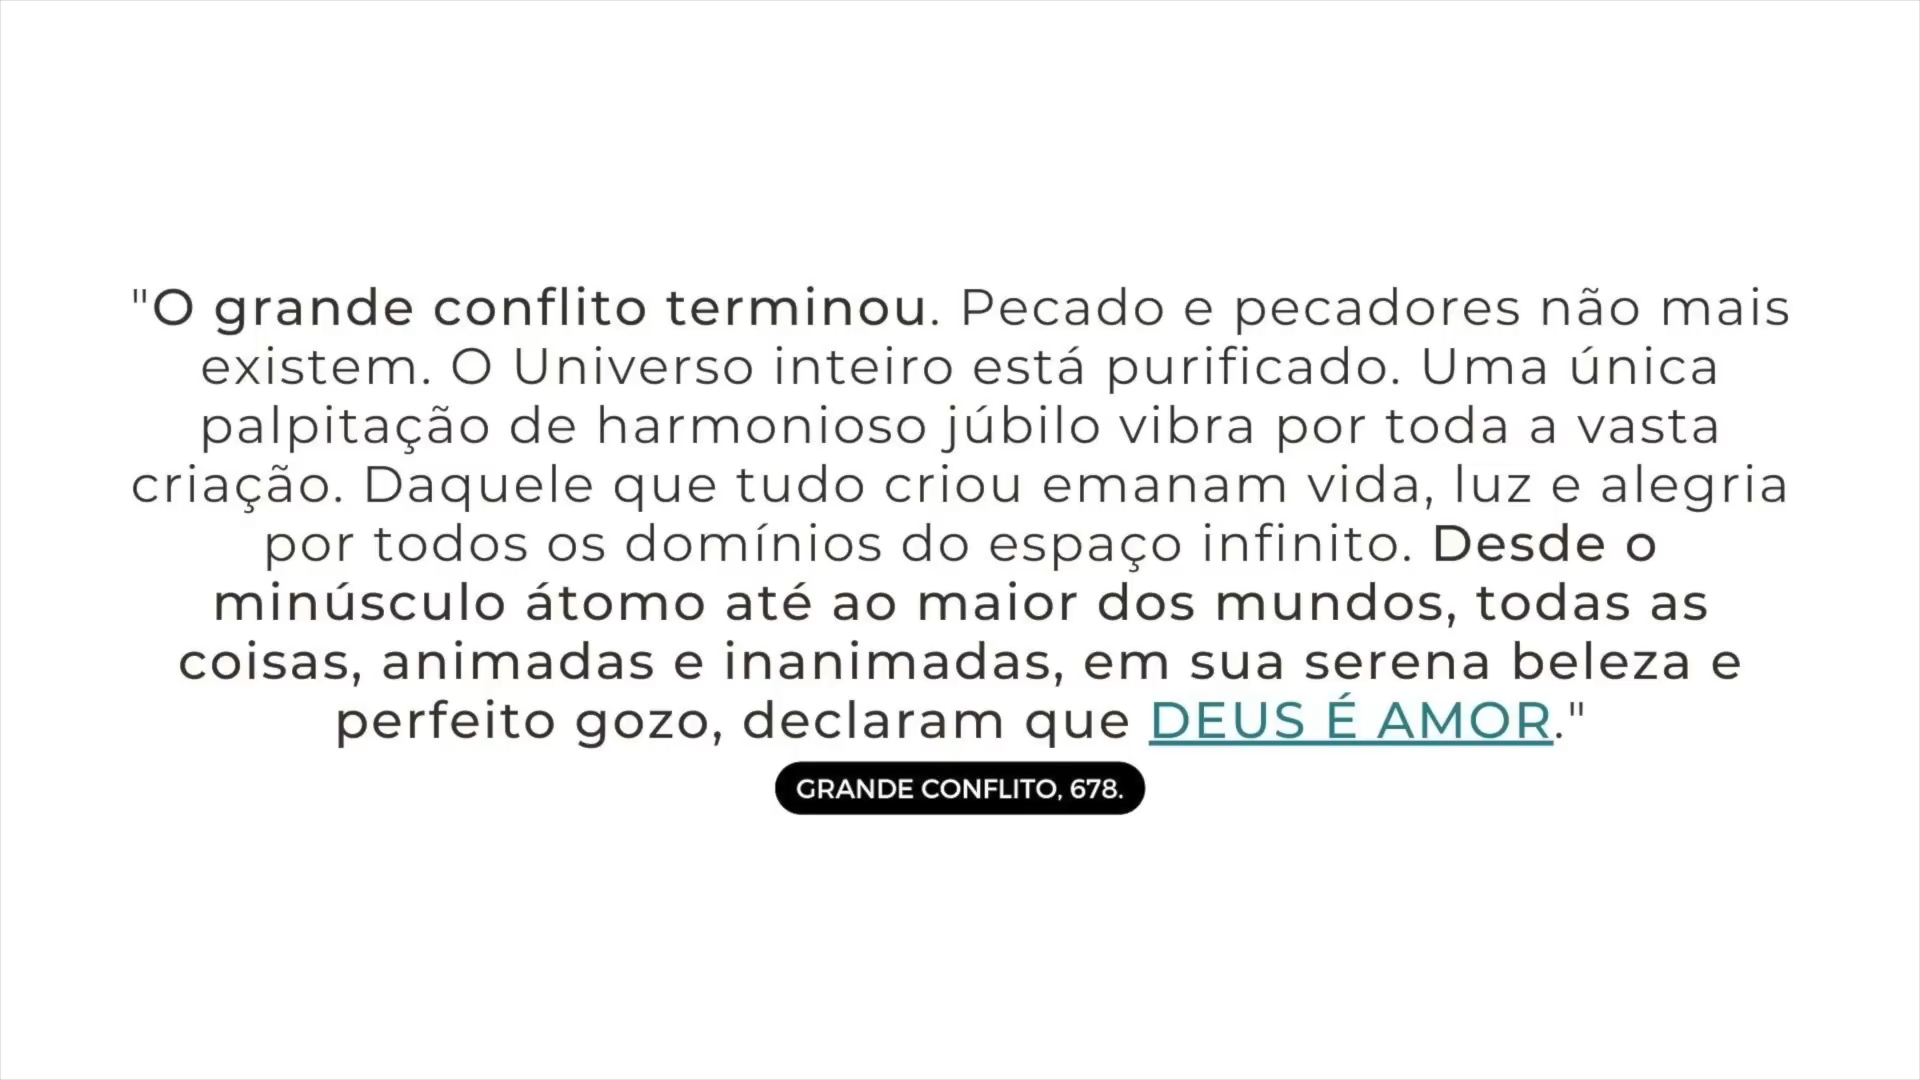 "O grande conflito terminou. Pecado e pecadores não mais
existem. O Universo inteiro está purificado. Uma única
palpitação de harmonioso júbilo vibra por toda a vasta
criação. Daquele que tudo criou emanam vida, luz e alegria
por todos os domínios do espaço infinito. Desde o
minúsculo átomo até ao maior dos mundos, todas as
coisas, animadas e inanimadas, em sua serena beleza e
perfeito gozo, declaram que DEUS É AMOR."
GRANDE CONFLITO, 678.